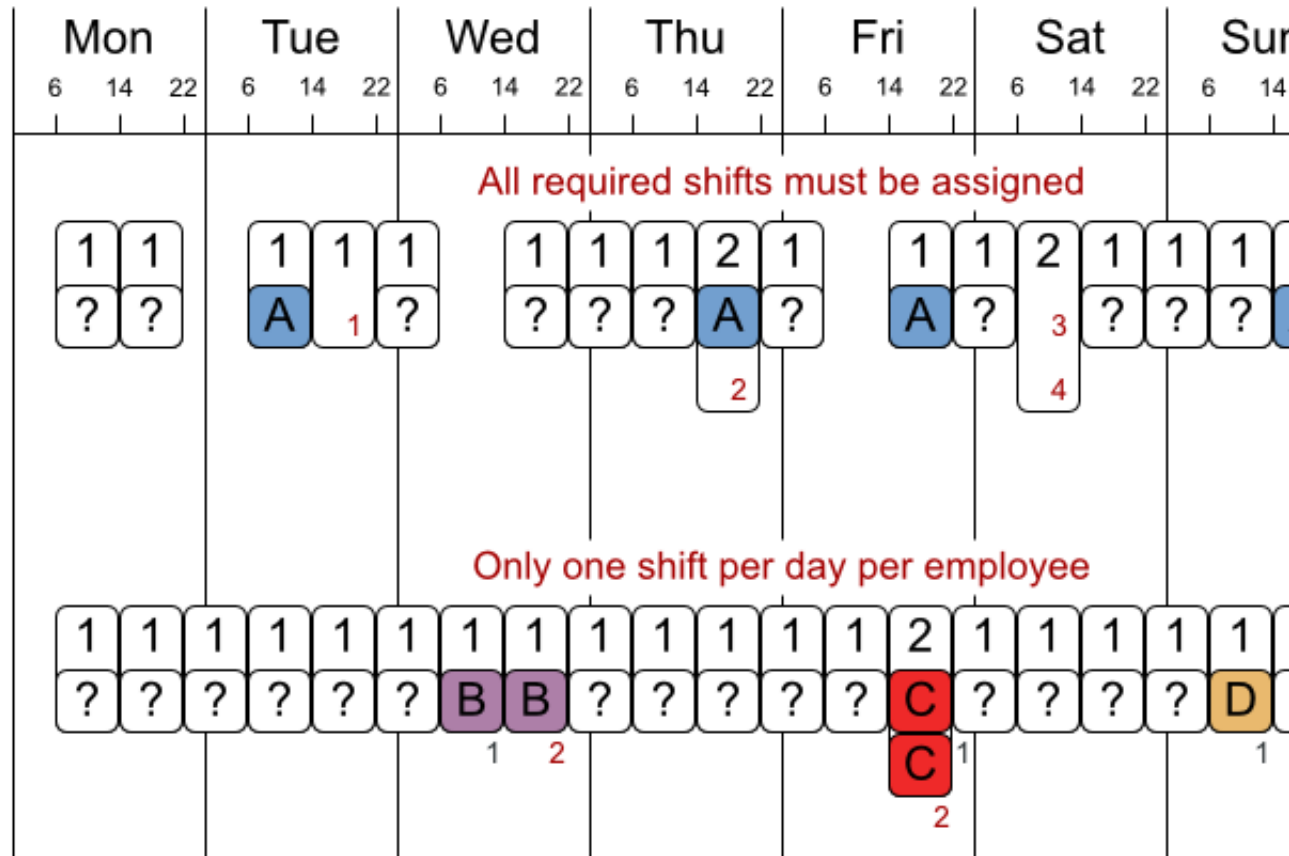 Mon Tue Wed Thu Fri Sat Sun
6 14 22 6 14 22 6 14 22 6 14 22 6 14 22 6 14 22 6 14
All required shifts must be assigned
1 1 1 1 1 1 1 1 2 1 1 1 2 1 1 1
? ? A 1 ? ? ? ? A ? A ? 3 ? ? ?
2 4
Only one shift per day per employee
1 1 1 1 1 1 1 1 1 1 1 1 1 2 1 1 1 1 1
? ? ? ? ? ? B B ? ? ? ? ? C ? ? ? ? D
1 2 C 1 1
2